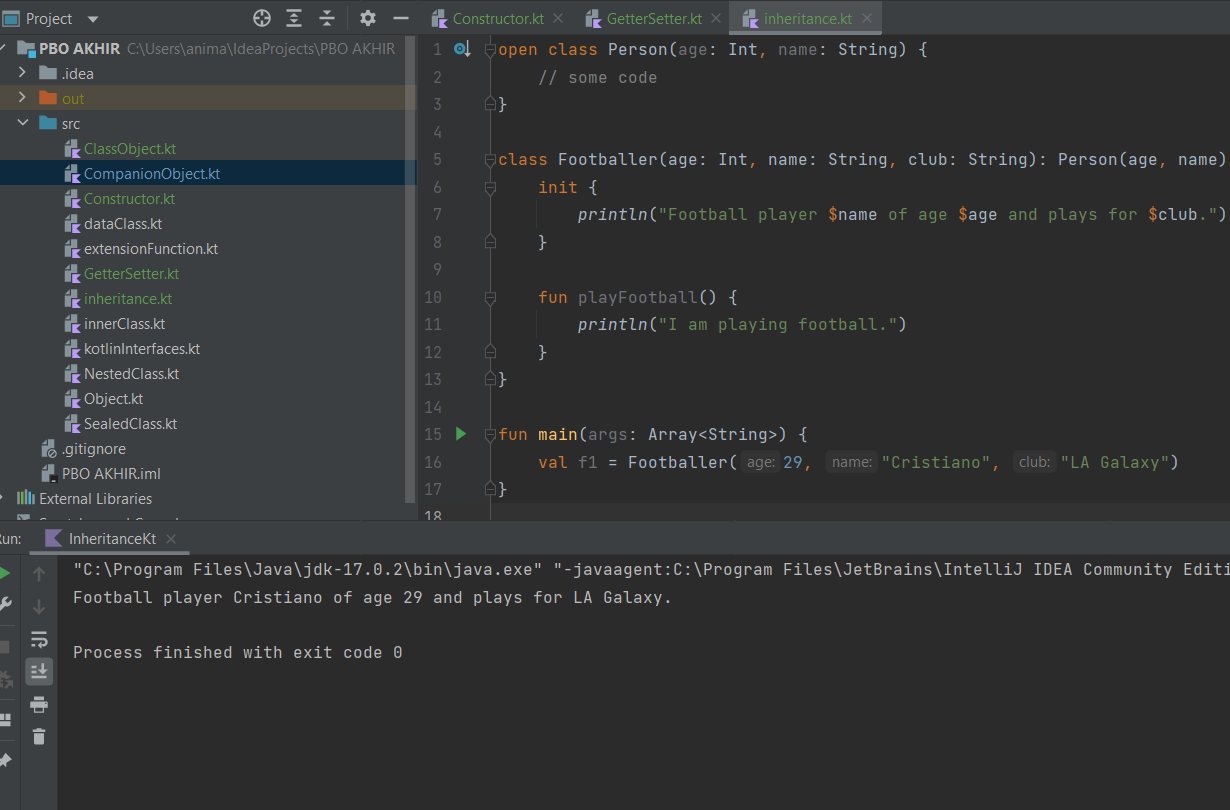 Project
Constructor.kt
GetterSetter.kt
inheritance.kt
PBO AKHIR C:\Users\anima\IdeaProjects\PBO AKHIR
.idea
out
src
ClassObject.kt
CompanionObject.kt
Constructor.kt
dataClass.kt
extensionFunction.kt
GetterSetter.kt
inheritance.kt
innerClass.kt
kotlinInterfaces.kt
NestedClass.kt
Object.kt
SealedClass.kt
.gitignore
PBO AKHIR.iml
External Libraries
1 open class Person(age: Int, name: String) {
2 // some code
3 }
4
5 class Footballer(age: Int, name: String, club: String): Person(age, name)
6 init {
7 println("Football player $name of age $age and plays for $club.")
8 }
9
10 fun playFootball() {
11 println("I am playing football.")
12 }
13 }
14
15 fun main(args: Array<String>) {
16 val f1 = Footballer( age: 29, name: "Cristiano", club: "LA Galaxy")
17 }
18
un: InheritanceKt
"C:\Program Files\Java\jdk-17.0.2\bin\java.exe" "-javaagent:C:\Program Files\JetBrains\IntelliJ IDEA Community Editi
Football player Cristiano of age 29 and plays for LA Galaxy.
Process finished with exit code 0